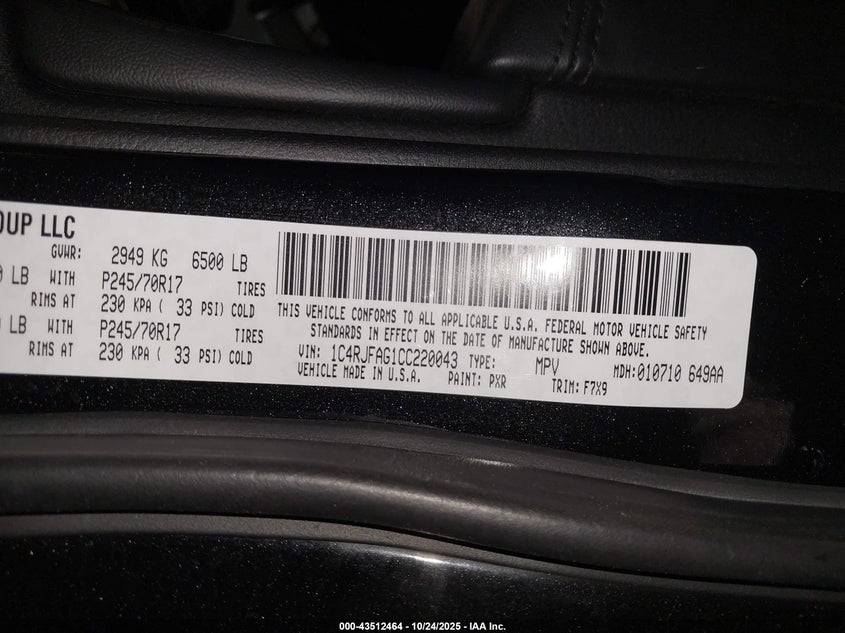 OUP LLC
GVWR: 2949 KG 6500 LB
LB WITH P245/70R17 TIRES
RIMS AT 230 KPA ( 33 PSI) COLD
LB WITH P245/70R17 TIRES
RIMS AT 230 KPA ( 33 PSI) COLD
THIS VEHICLE CONFORMS TO ALL APPLICABLE U.S.A. FEDERAL MOTOR VEHICLE SAFETY
STANDARDS IN EFFECT ON THE DATE OF MANUFACTURE SHOWN ABOVE.
VIN: 1C4RJFAG1CC220043 TYPE: MPV MDH:010710 649AA
VEHICLE MADE IN U.S.A. PAINT: PXR TRIM: F7X9
000-43512464 - 10/24/2025 - IAA Inc.